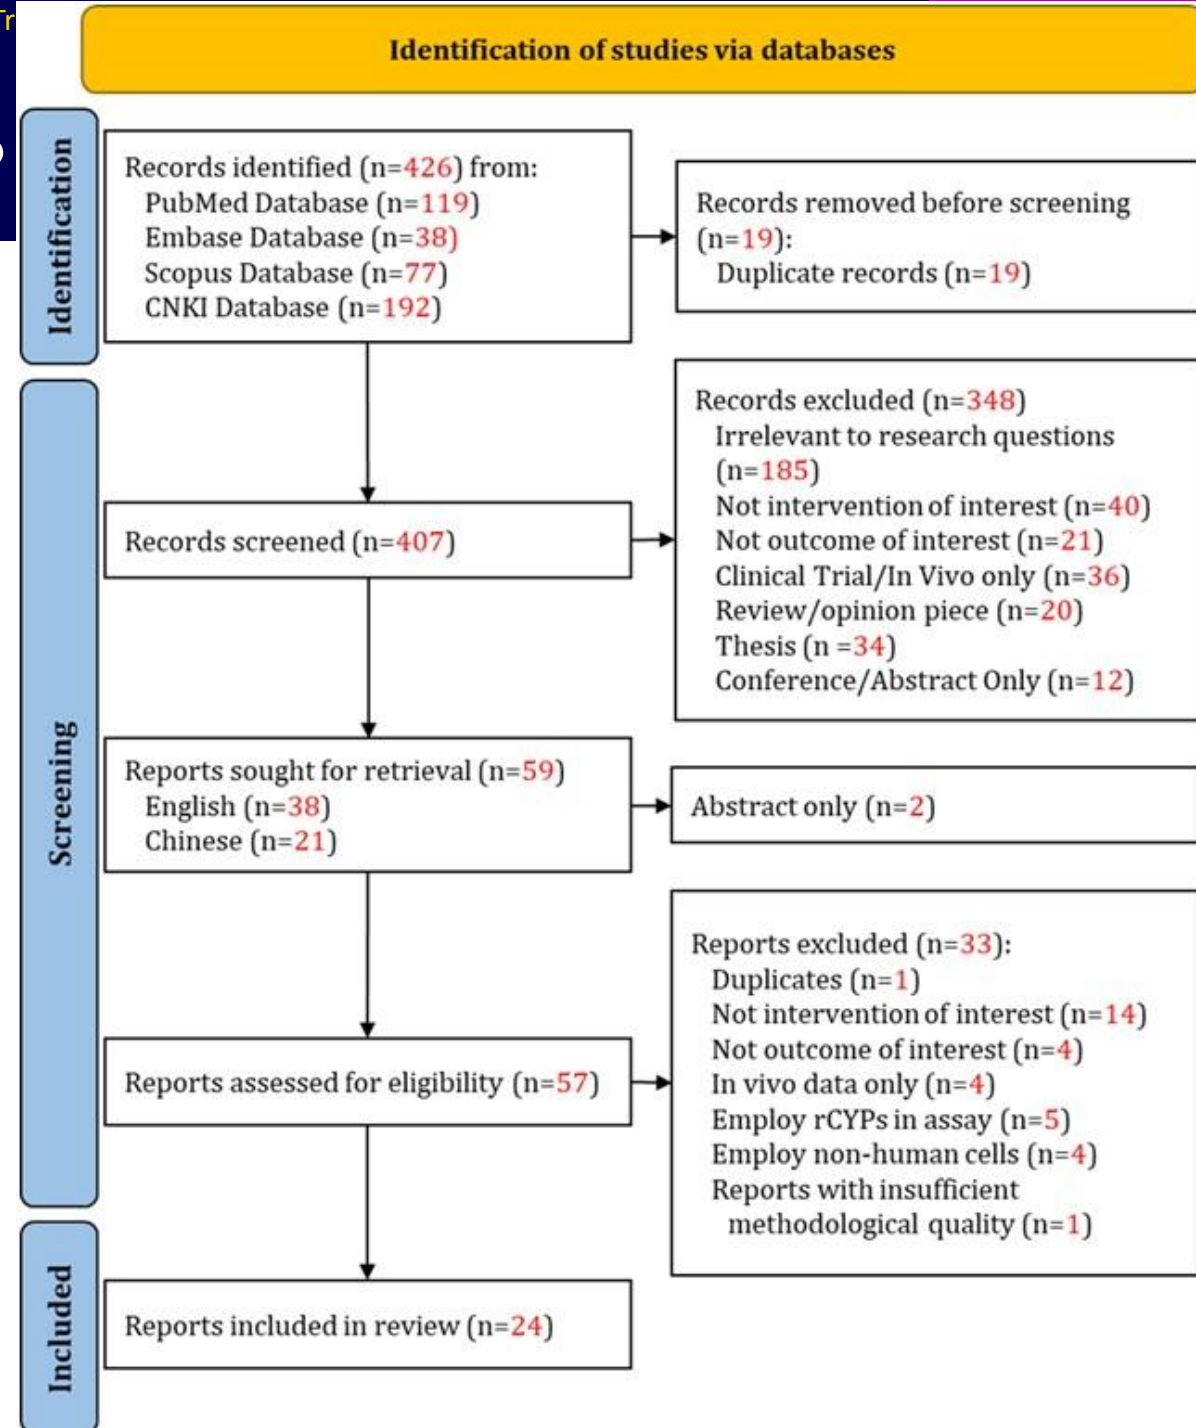 Tr
Identification of studies via databases
Identification
Records identified (n=426) from:
PubMed Database (n=119)
Embase Database (n=38)
Scopus Database (n=77)
CNKI Database (n=192)
Records removed before screening
(n=19):
Duplicate records (n=19)
Screening
Records screened (n=407)
Records excluded (n=348)
Irrelevant to research questions
(n=185)
Not intervention of interest (n=40)
Not outcome of interest (n=21)
Clinical Trial/In Vivo only (n=36)
Review/opinion piece (n=20)
Thesis (n =34)
Conference/Abstract Only (n=12)
Reports sought for retrieval (n=59)
English (n=38)
Chinese (n=21)
Abstract only (n=2)
Reports assessed for eligibility (n=57)
Reports excluded (n=33):
Duplicates (n=1)
Not intervention of interest (n=14)
Not outcome of interest (n=4)
In vivo data only (n=4)
Employ rCYPs in assay (n=5)
Employ non-human cells (n=4)
Reports with insufficient
methodological quality (n=1)
Included
Reports included in review (n=24)